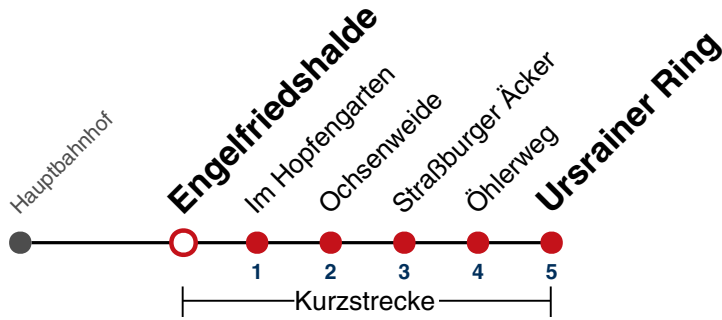 Hauptbahnhof
Engelfriedshalde
Im Hopfengarten
Ochsenweide
Straßburger Äcker
Öhlerweg
Ursrainer Ring
1 2 3 4 5
Kurzstrecke